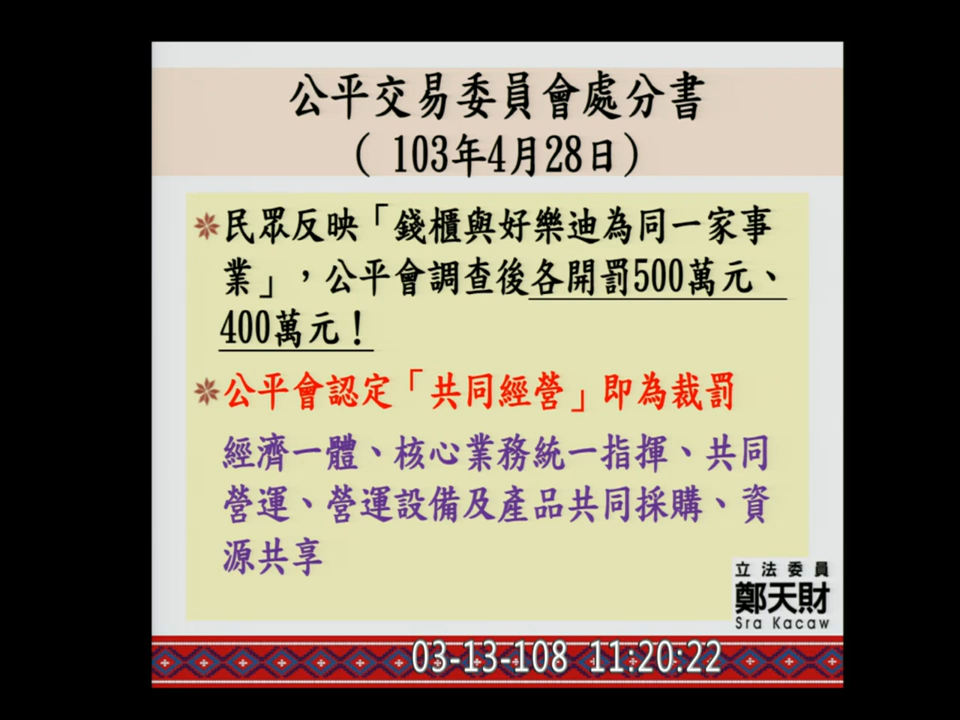 公平交易委員會處分書
( 103年4月28日)
民眾反映「錢櫃與好樂迪為同一家事
業」，公平會調查後各開罰500萬元、
400萬元！
公平會認定「共同經營」即為裁罰
經濟一體、核心業務統一指揮、共同
營運、營運設備及產品共同採購、資
源共享
立法委員
鄭天財
Sra Kacaw
03-13-108 11:20:22